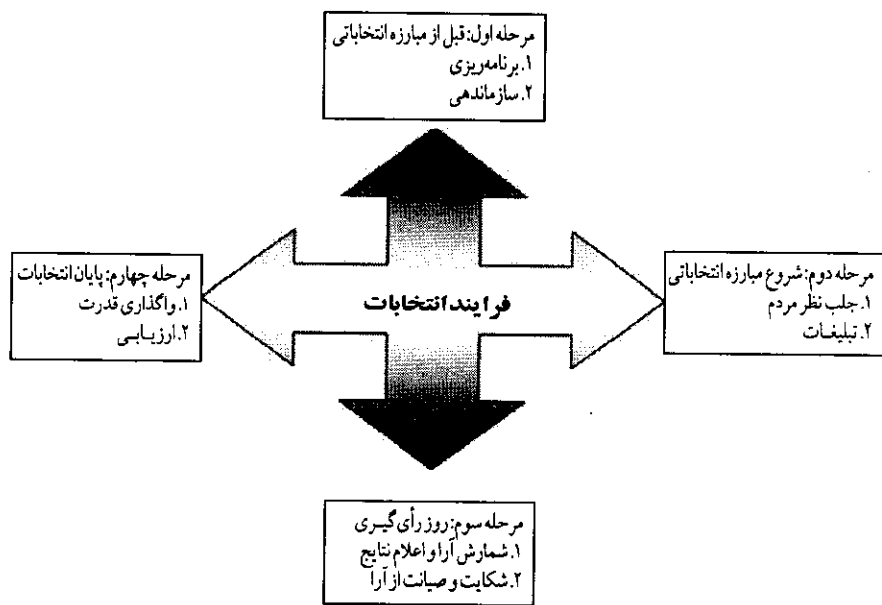 مرحله اول: قبل از مبارزه انتخاباتی
۱. برنامه‌ریزی
۲. سازماندهی
مرحله دوم: شروع مبارزه انتخاباتی
۱. جلب نظر مردم
۲. تبلیغات
فرایند انتخابات
مرحله چهارم: پایان انتخابات
۱. واگذاری قدرت
۲. ارزیابی
مرحله سوم: روز رأی گیری
۱. شمارش آرا و اعلام نتایج
۲. شکایت و صیانت از آرا